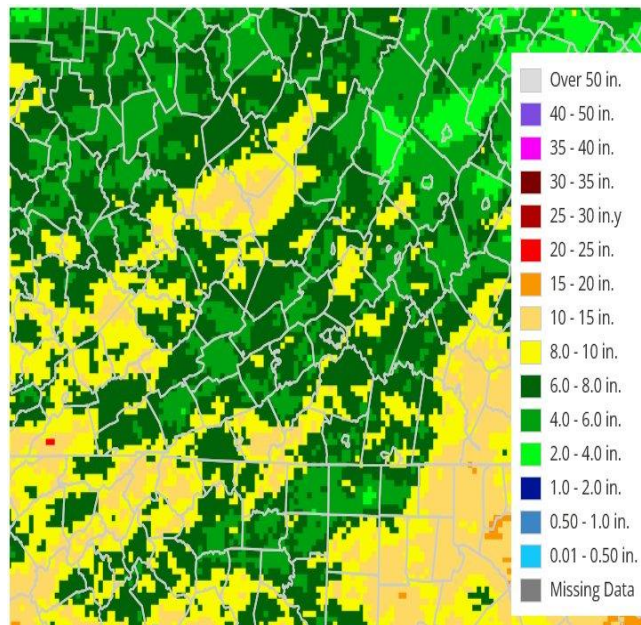 Over 50 in.
40 - 50 in.
35 - 40 in.
30 - 35 in.
25 - 30 in.y
20 - 25 in.
15 - 20 in.
10 - 15 in.
8.0 - 10 in.
6.0 - 8.0 in.
4.0 - 6.0 in.
2.0 - 4.0 in.
1.0 - 2.0 in.
0.50 - 1.0 in.
0.01 - 0.50 in.
Missing Data